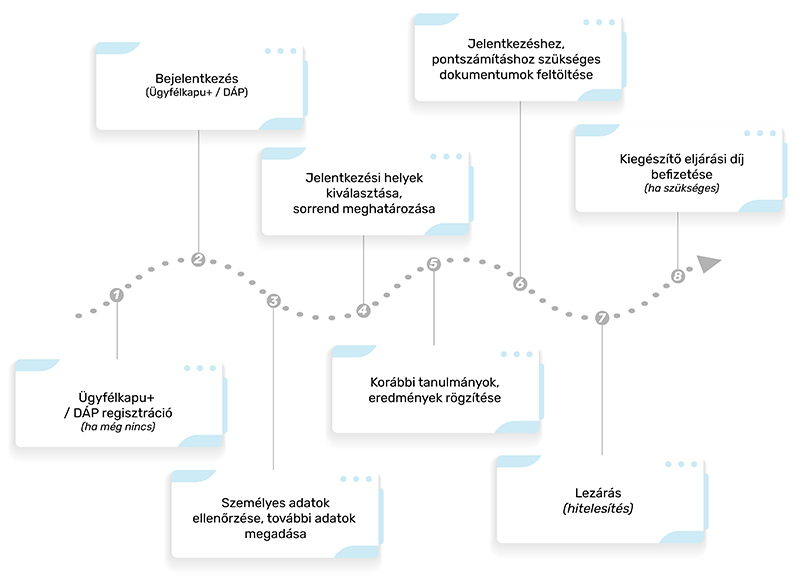 1
Ügyfélkapu+
/ DÁP regisztráció
(ha még nincs)
2
Bejelentkezés
(Ügyfélkapu+ / DÁP)
3
Személyes adatok
ellenőrzése, további adatok
megadása
4
Jelentkezési helyek
kiválasztása,
sorrend meghatározása
5
Korábbi tanulmányok,
eredmények rögzítése
6
Jelentkezéshez,
pontszámításhoz szükséges
dokumentumok feltöltése
7
Lezárás
(hitelesítés)
8
Kiegészítő eljárási díj
befizetése
(ha szükséges)